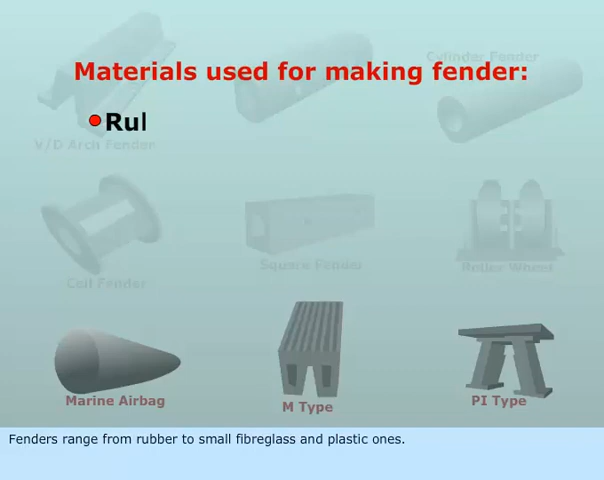 Materials used for making fender:
Rul
Cylinder Fender
V/D Arch Fender
Cell Fender
Square Fender
Roller Wheel
Marine Airbag
M Type
PI Type
Fenders range from rubber to small fibreglass and plastic ones.